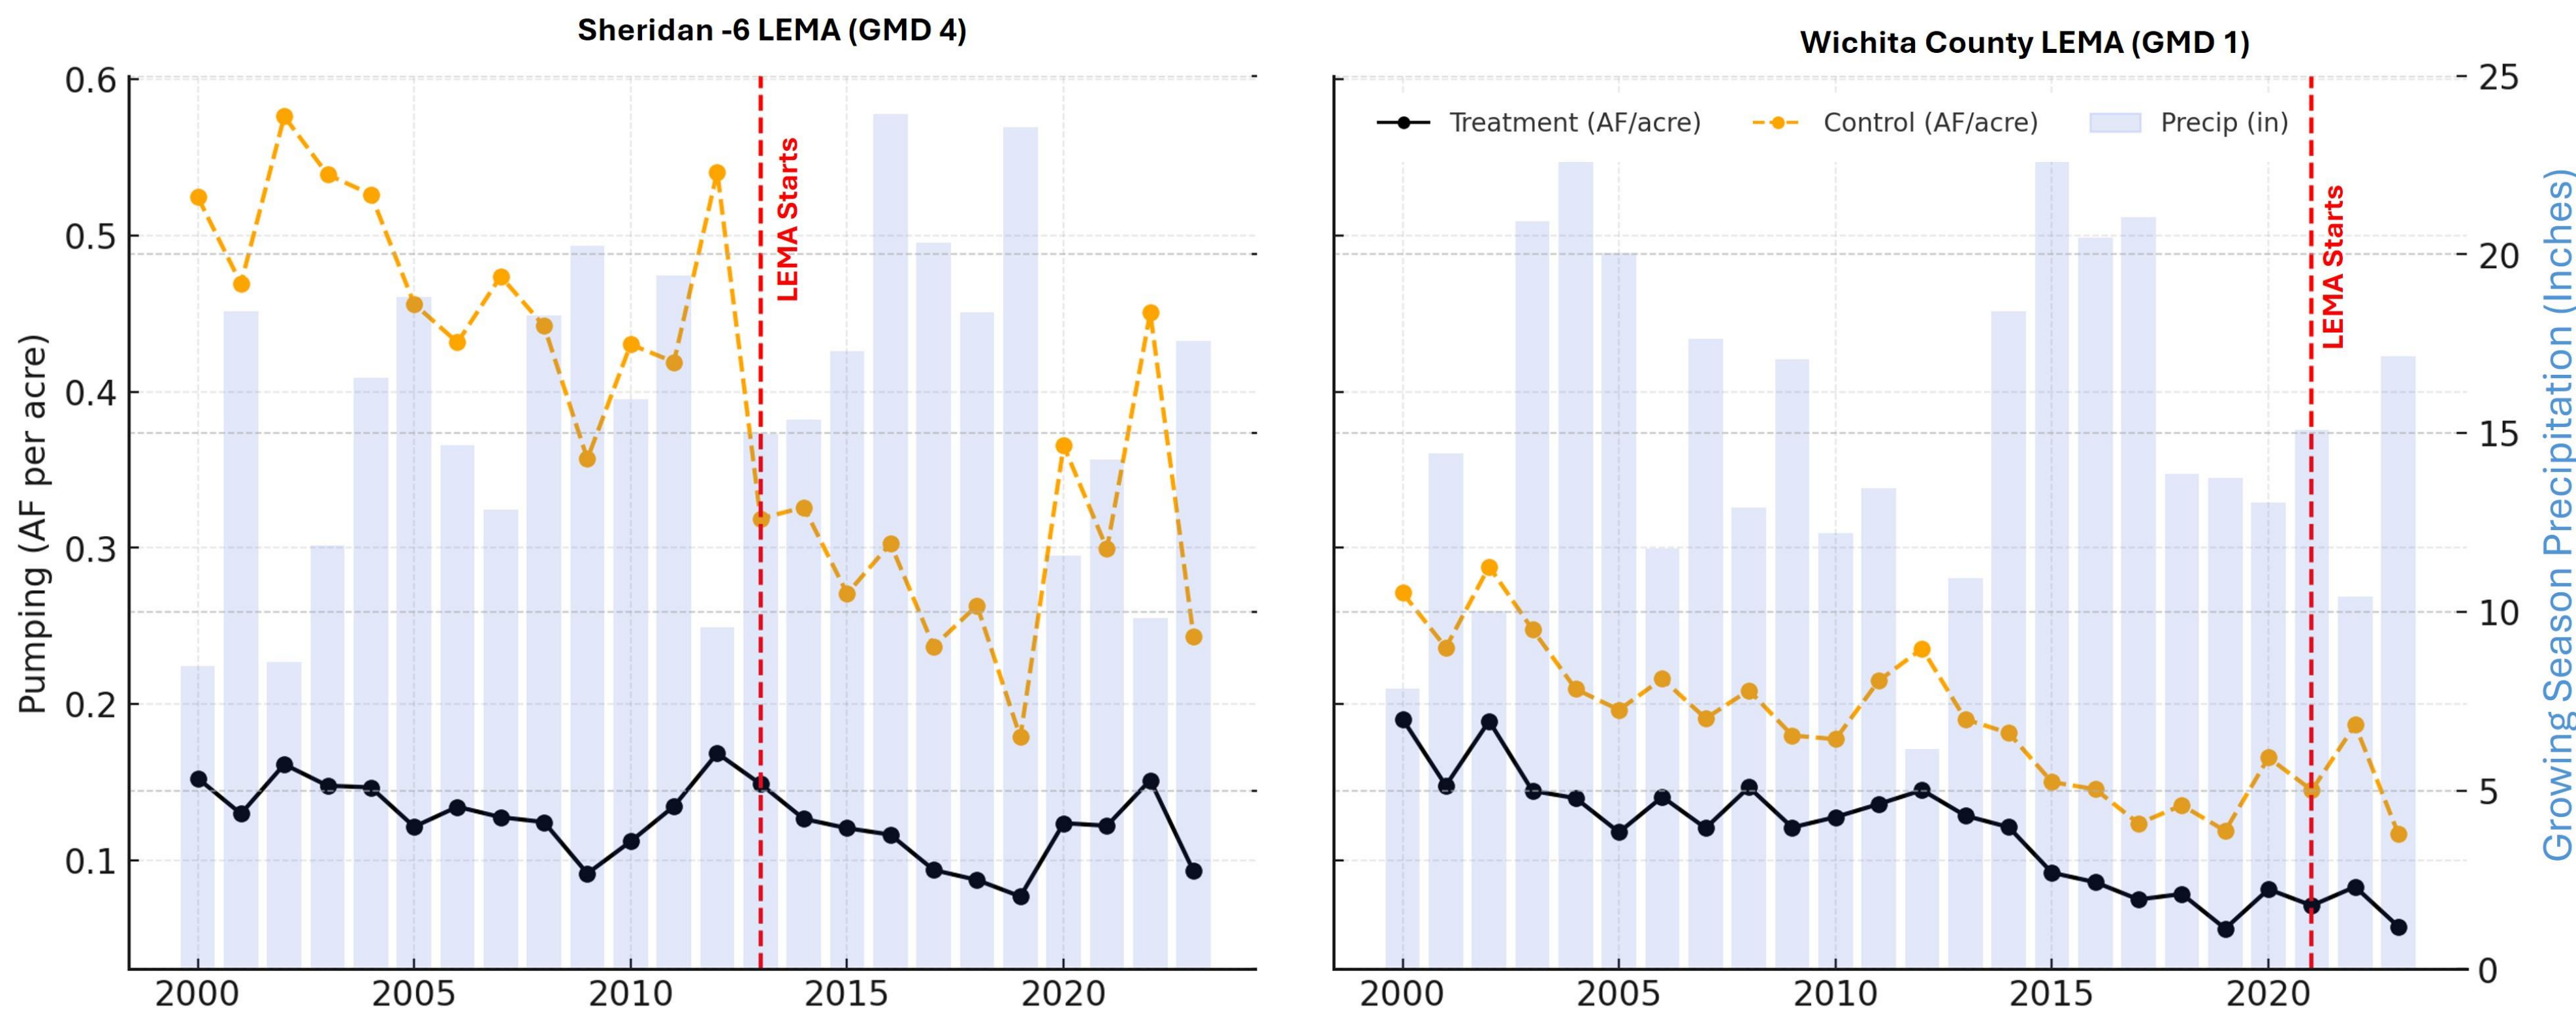 Sheridan -6 LEMA (GMD 4)
Pumping (AF per acre)
0.6
0.5
0.4
0.3
0.2
0.1
LEMA Starts
2000 2005 2010 2015 2020
Wichita County LEMA (GMD 1)
Treatment (AF/acre) Control (AF/acre) Precip (in)
LEMA Starts
25
20
15
10
5
0
Growing Season Precipitation (Inches)
2000 2005 2010 2015 2020